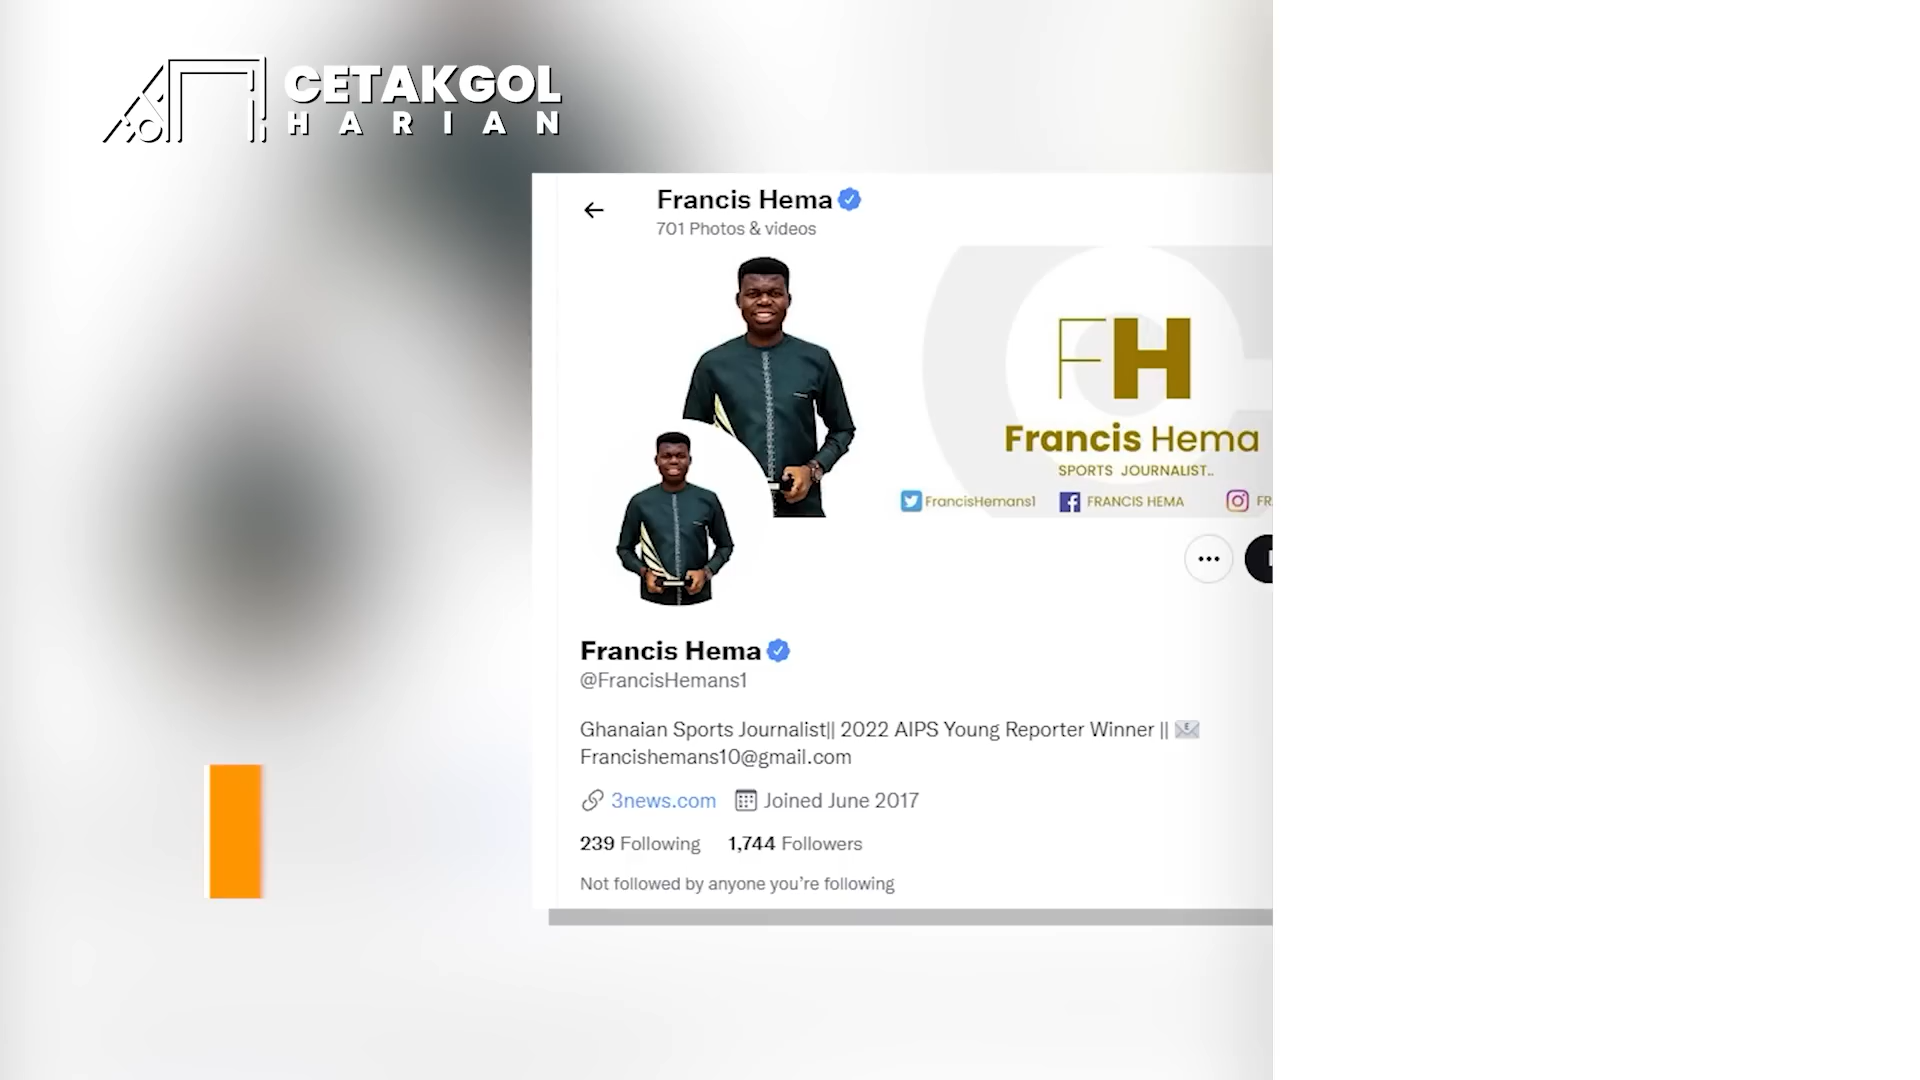 CETAKGOL
HARIAN
Francis Hema
701 Photos & videos
FH
Francis Hema
SPORTS JOURNALIST..
FrancisHemans1 FRANCIS HEMA FR
Francis Hema
@FrancisHemans1
Ghanaian Sports Journalist|| 2022 AIPS Young Reporter Winner || 📧
Francishemans10@gmail.com
3news.com Joined June 2017
239 Following 1,744 Followers
Not followed by anyone you're following